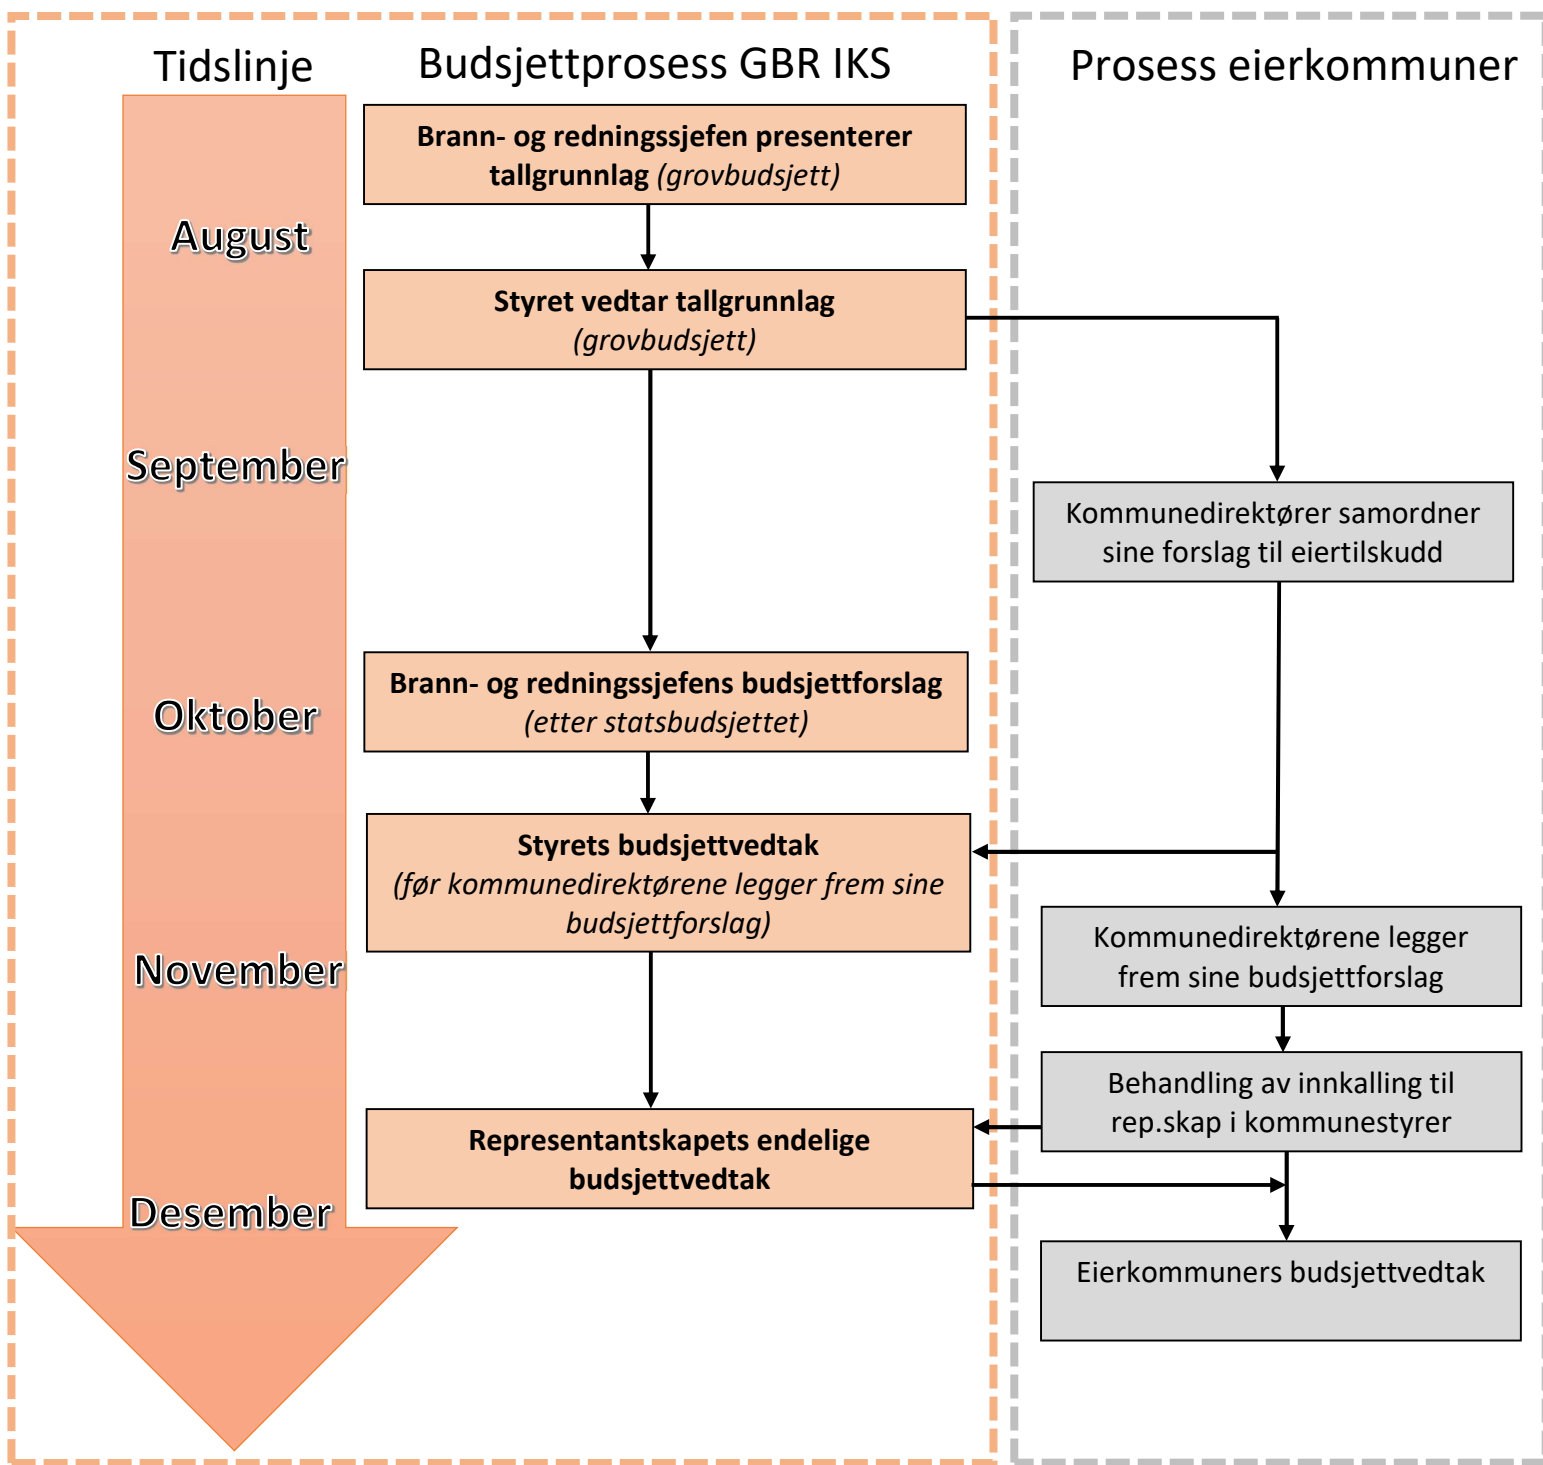 Tidslinje
Budsjettprosess GBR IKS
Prosess eierkommuner
Brann- og redningssjefen presenterer
tallgrunnlag (grovbudsjett)
August
Styret vedtar tallgrunnlag
(grovbudsjett)
September
Kommunedirektører samordner
sine forslag til eiertilskudd
Brann- og redningssjefens budsjettforslag
(etter statsbudsjettet)
Oktober
Styrets budsjettvedtak
(før kommunedirektørene legger frem sine
budsjettforslag)
Kommunedirektørene legger
frem sine budsjettforslag
November
Behandling av innkalling til
rep.skap i kommunestyrer
Representantskapets endelige
budsjettvedtak
Desember
Eierkommuners budsjettvedtak